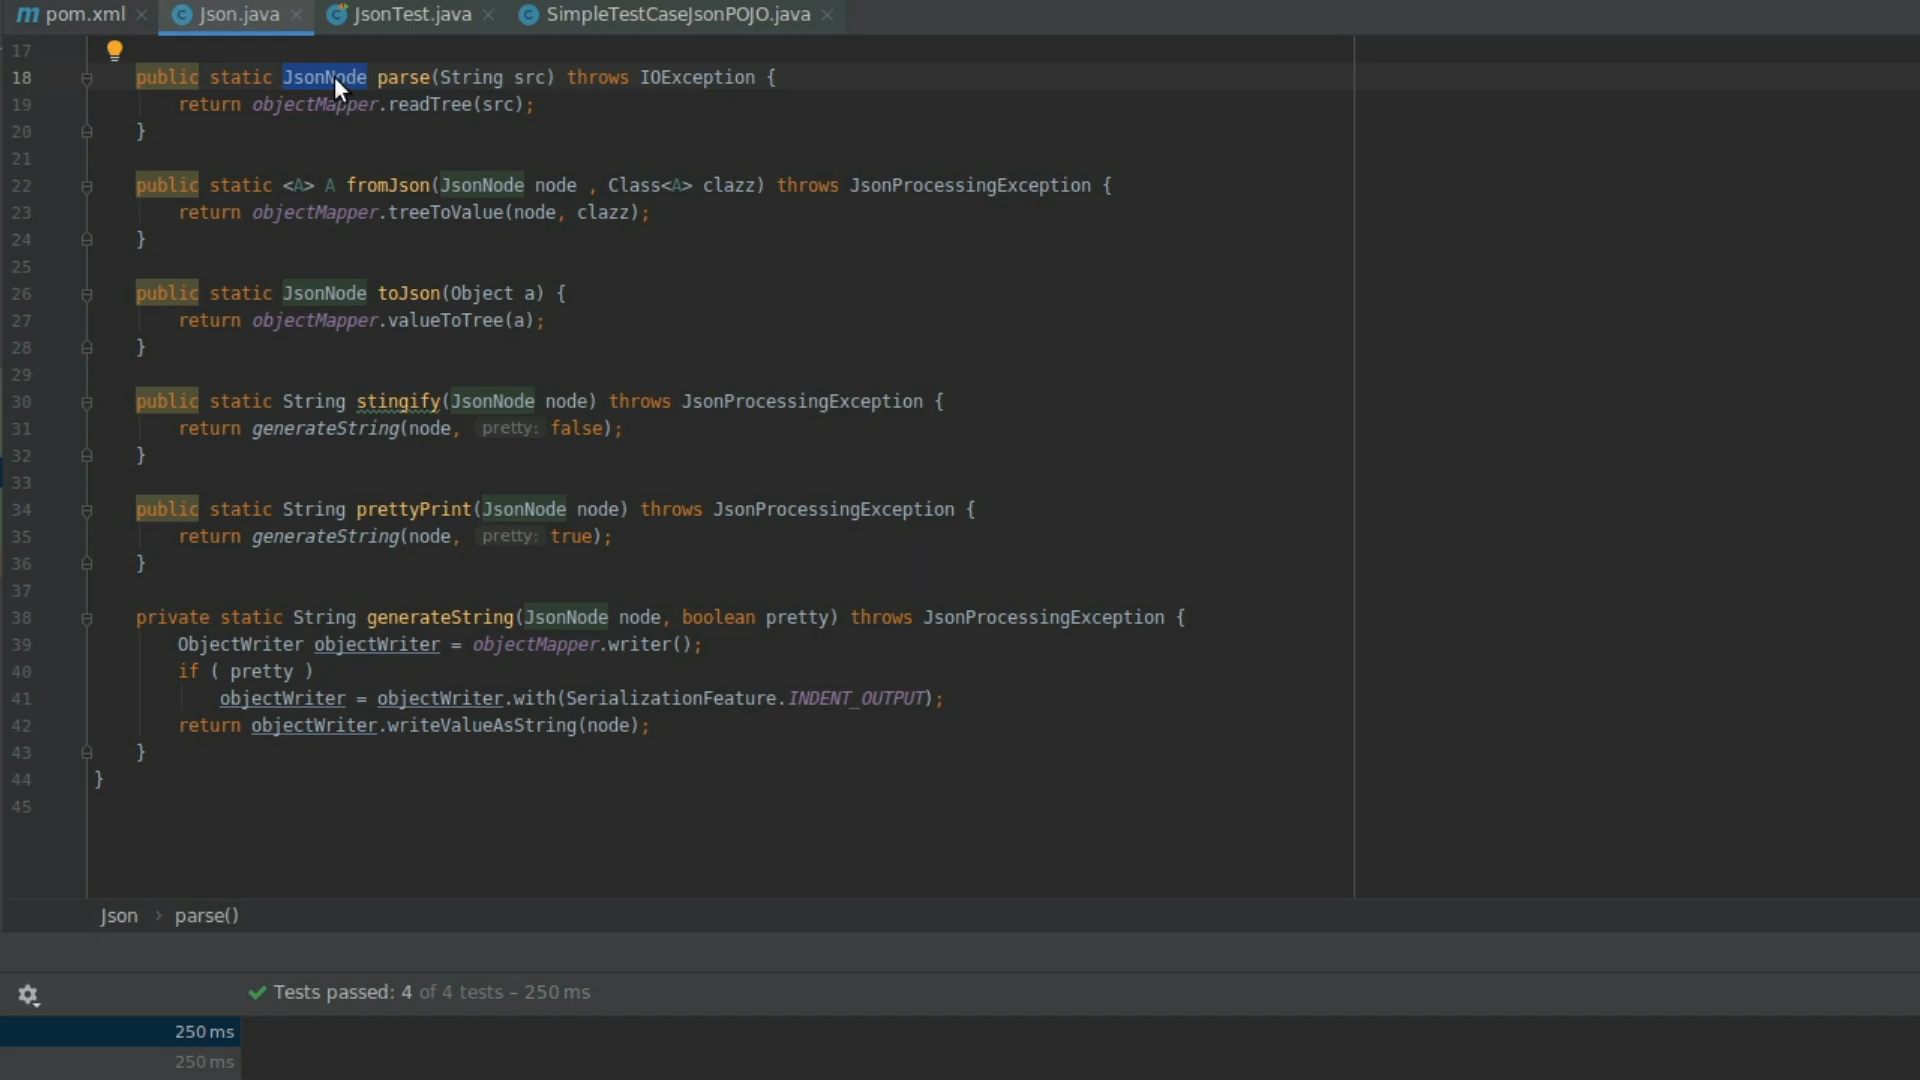 pom.xml Json.java JsonTest.java SimpleTestCaseJsonPOJO.java
17
18 public static JsonNode parse(String src) throws IOException {
19 return objectMapper.readTree(src);
20 }
21
22 public static <A> A fromJson(JsonNode node , Class<A> clazz) throws JsonProcessingException {
23 return objectMapper.treeToValue(node, clazz);
24 }
25
26 public static JsonNode toJson(Object a) {
27 return objectMapper.valueToTree(a);
28 }
29
30 public static String stingify(JsonNode node) throws JsonProcessingException {
31 return generateString(node, pretty: false);
32 }
33
34 public static String prettyPrint(JsonNode node) throws JsonProcessingException {
35 return generateString(node, pretty: true);
36 }
37
38 private static String generateString(JsonNode node, boolean pretty) throws JsonProcessingException {
39 ObjectWriter objectWriter = objectMapper.writer();
40 if ( pretty )
41 objectWriter = objectWriter.with(SerializationFeature.INDENT_OUTPUT);
42 return objectWriter.writeValueAsString(node);
43 }
44 }
45
Json › parse()
Tests passed: 4 of 4 tests – 250 ms
250 ms
250 ms